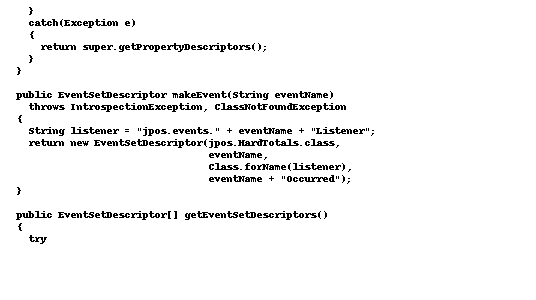 }
catch(Exception e)
{
return super.getPropertyDescriptors();
}
}
public EventSetDescriptor makeEvent(String eventName)
throws IntrospectionException, ClassNotFoundException
{
String listener = "jpos.events." + eventName + "Listener";
return new EventSetDescriptor(jpos.HardTotals.class,
eventName,
Class.forName(listener),
eventName + "Occurred");
}
public EventSetDescriptor[] getEventSetDescriptors()
{
try